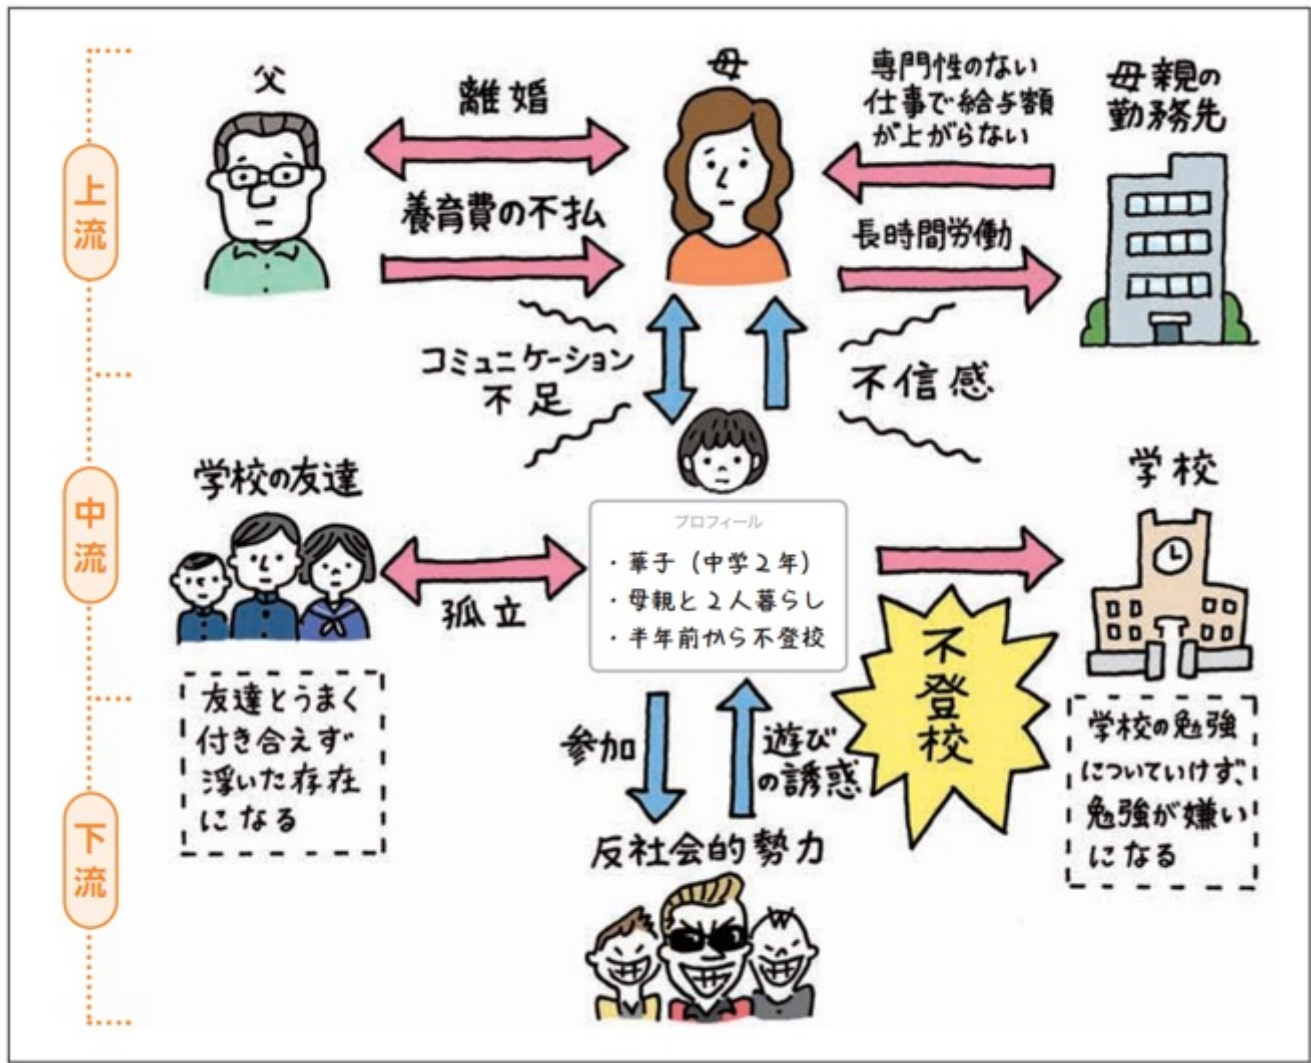 父
離婚
母
専門性のない
仕事で給与額
が上がらない
母親の
勤務先
上流
養育費の不払
長時間労働
コミュニケーション
不足
不信感
学校の友達
学校
中流
プロフィール
・華子(中学2年)
・母親と2人暮らし
・半年前から不登校
孤立
不登校
友達とうまく
付き合えず
浮いた存在
になる
参加
遊び
の誘惑
学校の勉強
についていけず、
勉強が嫌い
になる
下流
反社会的勢力